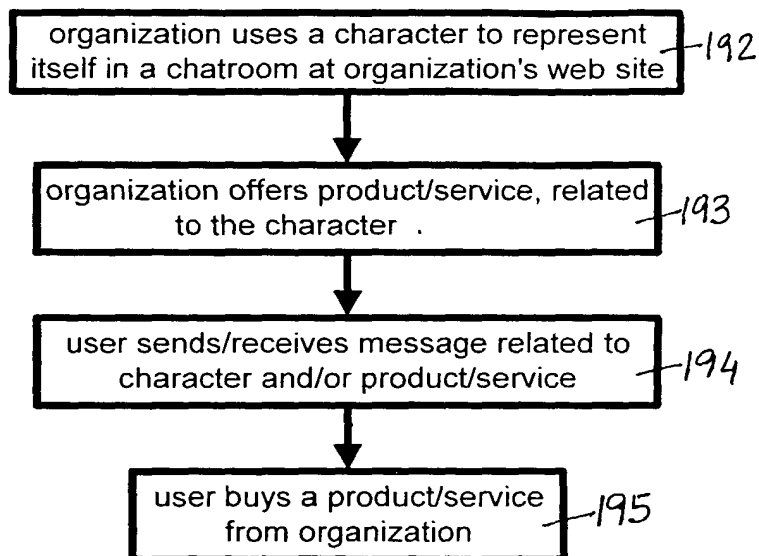 organization uses a character to represent
itself in a chatroom at organization's web site
192
organization offers product/service, related
to the character .
193
user sends/receives message related to
character and/or product/service
194
user buys a product/service
from organization
195